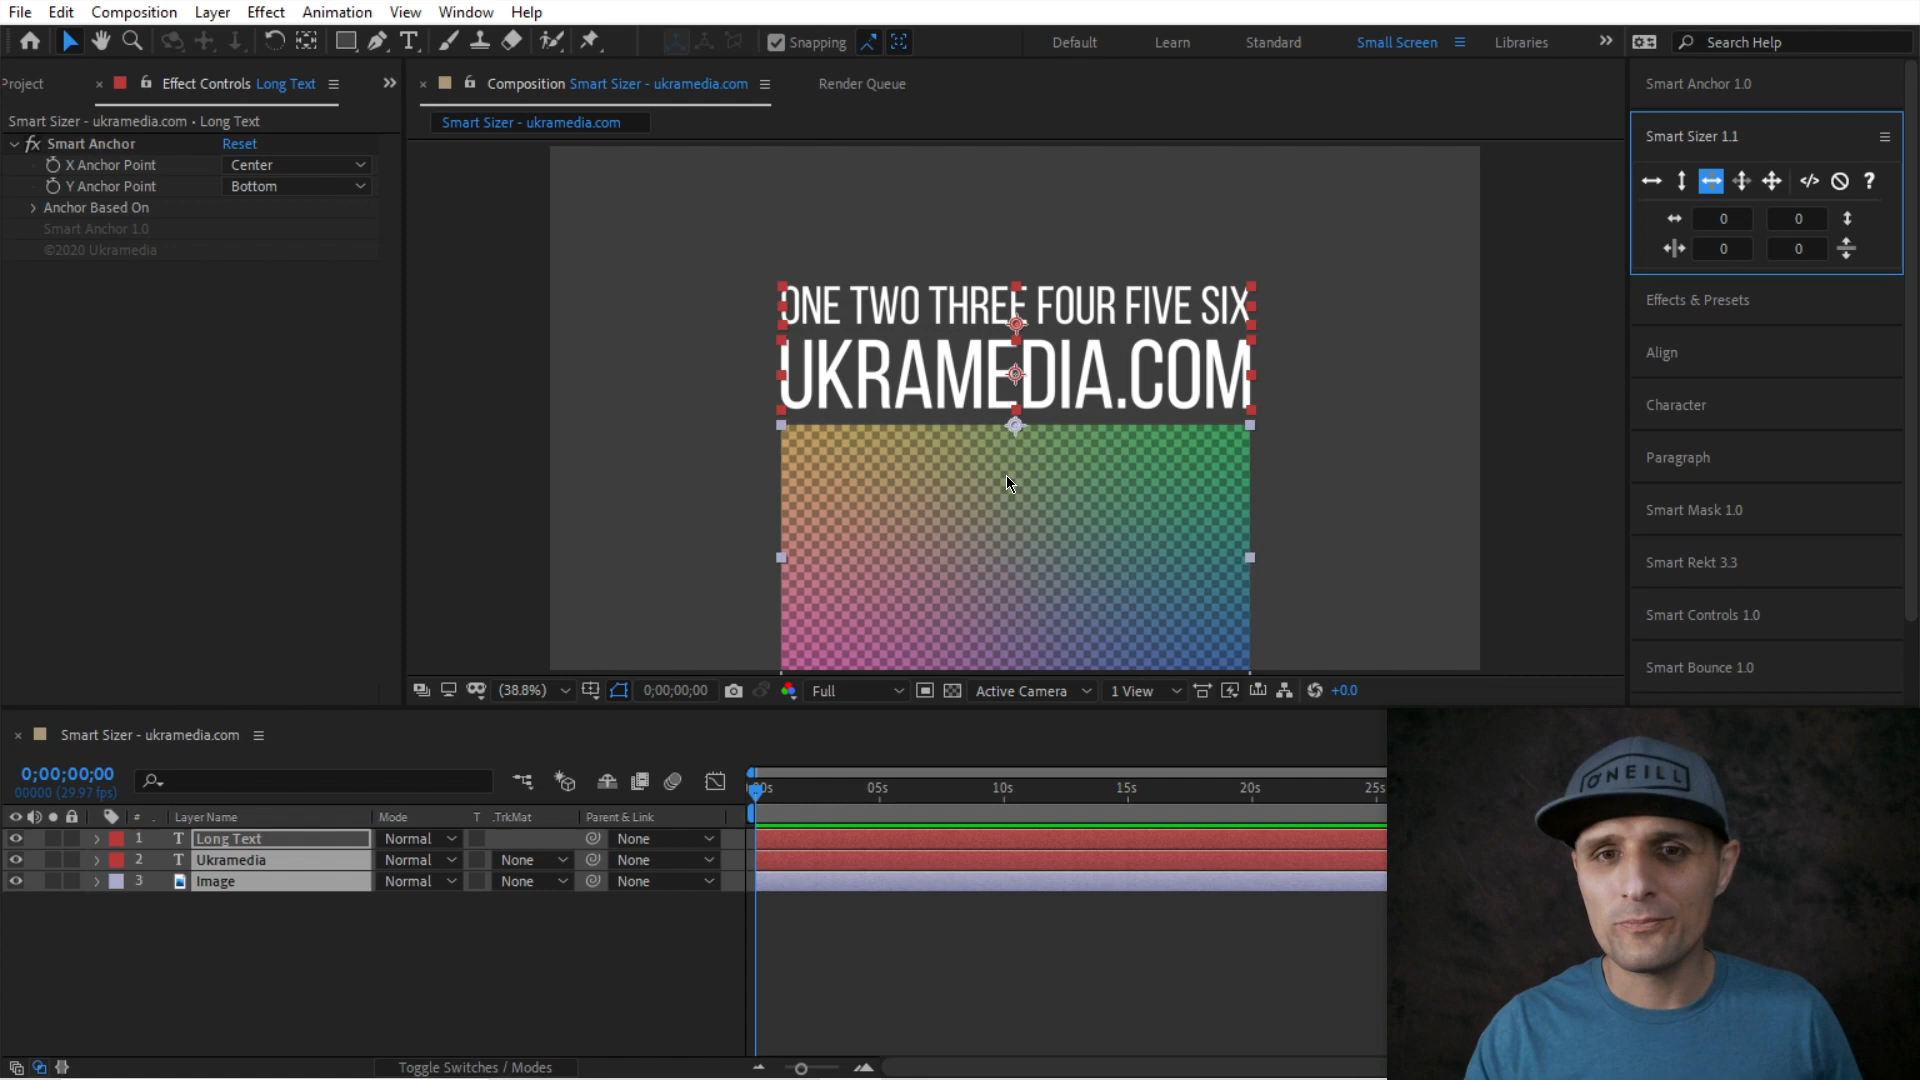 File Edit Composition Layer Effect Animation View Window Help
Snapping Default Learn Standard Small Screen Libraries Search Help
Project Effect Controls Long Text Composition Smart Sizer - ukramedia.com Render Queue
Smart Sizer - ukramedia.com • Long Text
Smart Sizer - ukramedia.com
fx Smart Anchor Reset
X Anchor Point Center
Y Anchor Point Bottom
Anchor Based On
Smart Anchor 1.0
©2020 Ukramedia
ONE TWO THREE FOUR FIVE SIX
UKRAMEDIA.COM
(38.8%) 0;00;00;00 Full Active Camera 1 View +0.0
Smart Anchor 1.0
Smart Sizer 1.1
0 0
0 0
Effects & Presets
Align
Character
Paragraph
Smart Mask 1.0
Smart Rekt 3.3
Smart Controls 1.0
Smart Bounce 1.0
Smart Sizer - ukramedia.com
0;00;00;00
00000 (29.97 fps)
05s 10s 15s 20s 25s
# Layer Name Mode T .TrkMat Parent & Link
1 T Long Text Normal None
2 T Ukramedia Normal None None
3 Image Normal None None
Toggle Switches / Modes
O'NEILL